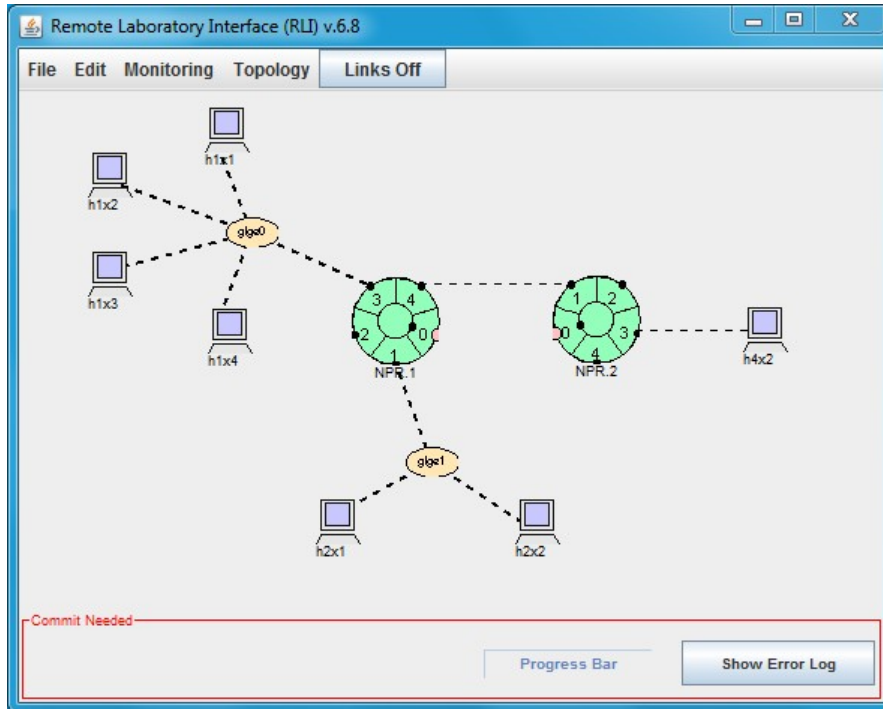 Remote Laboratory Interface (RLI) v.6.8
File Edit Monitoring Topology Links Off
h1x1
h1x2
gige0
h1x3
h1x4
3 4
2 0
1
NPR.1
1 2
0 3
4
NPR.2
h4x2
gige1
h2x1
h2x2
Commit Needed
Progress Bar
Show Error Log